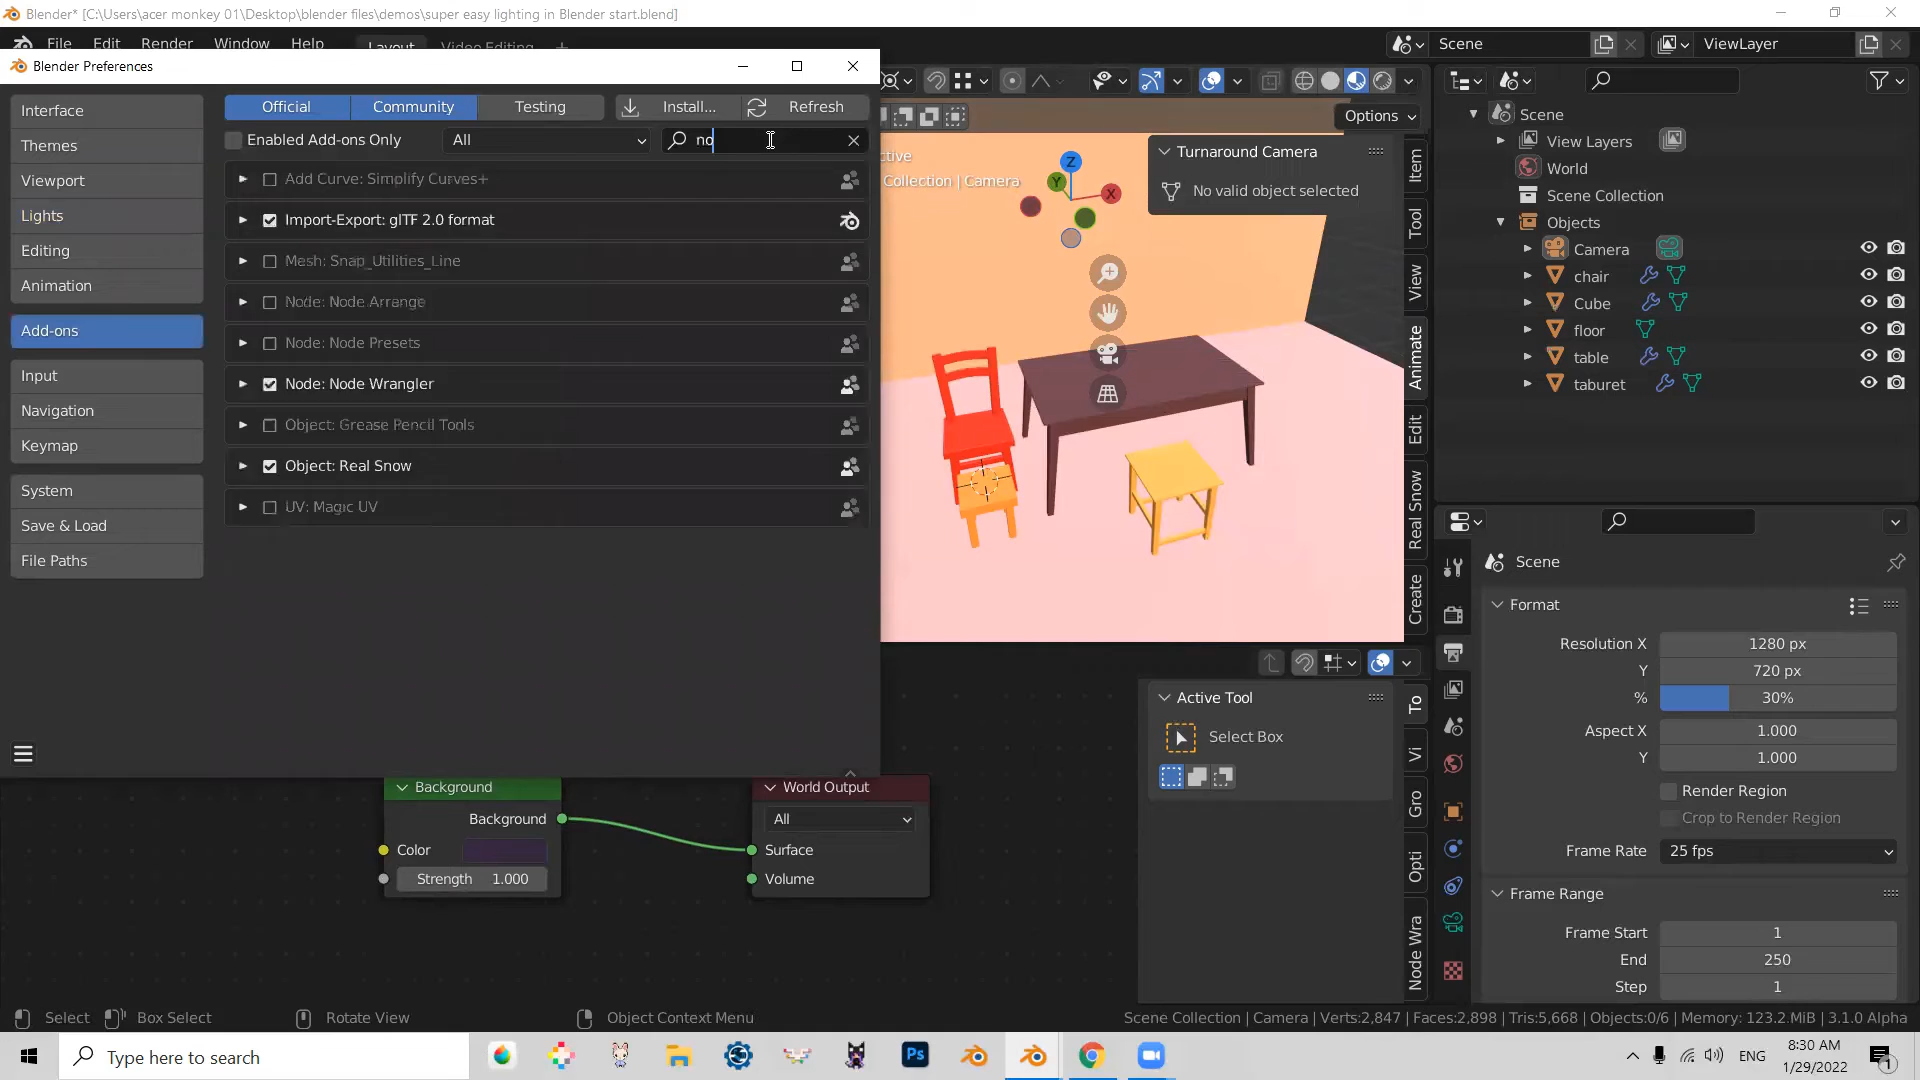 Blender* [C:\Users\acer monkey 01\Desktop\blender files\demos\super easy lighting in Blender start.blend]
File Edit Render Window Help Layout Video Editing +
Scene ViewLayer
Blender Preferences
Interface
Themes
Viewport
Lights
Editing
Animation
Add-ons
Input
Navigation
Keymap
System
Save & Load
File Paths
Official Community Testing Install... Refresh
Enabled Add-ons Only All no
Add Curve: Simplify Curves+
Import-Export: glTF 2.0 format
Mesh: Snap_Utilities_Line
Node: Node Arrange
Node: Node Presets
Node: Node Wrangler
Object: Grease Pencil Tools
Object: Real Snow
UV: Magic UV
Options
Collection | Camera
Z
Y
X
Turnaround Camera
No valid object selected
Item
Tool
View
Animate
Edit
Real Snow
Create
Scene
View Layers
World
Scene Collection
Objects
Camera
chair
Cube
floor
table
taburet
Scene
Format
Resolution X 1280 px
Y 720 px
% 30%
Aspect X 1.000
Y 1.000
Render Region
Crop to Render Region
Frame Rate 25 fps
Frame Range
Frame Start 1
End 250
Step 1
Active Tool
Select Box
To
Vi
Gro
Opti
Node Wra
Background
Background
Color
Strength 1.000
World Output
All
Surface
Volume
Select Box Select Rotate View Object Context Menu
Scene Collection | Camera | Verts:2,847 | Faces:2,898 | Tris:5,668 | Objects:0/6 | Memory: 123.2 MiB | 3.1.0 Alpha
Type here to search
Ps
ENG
8:30 AM
1/29/2022
1